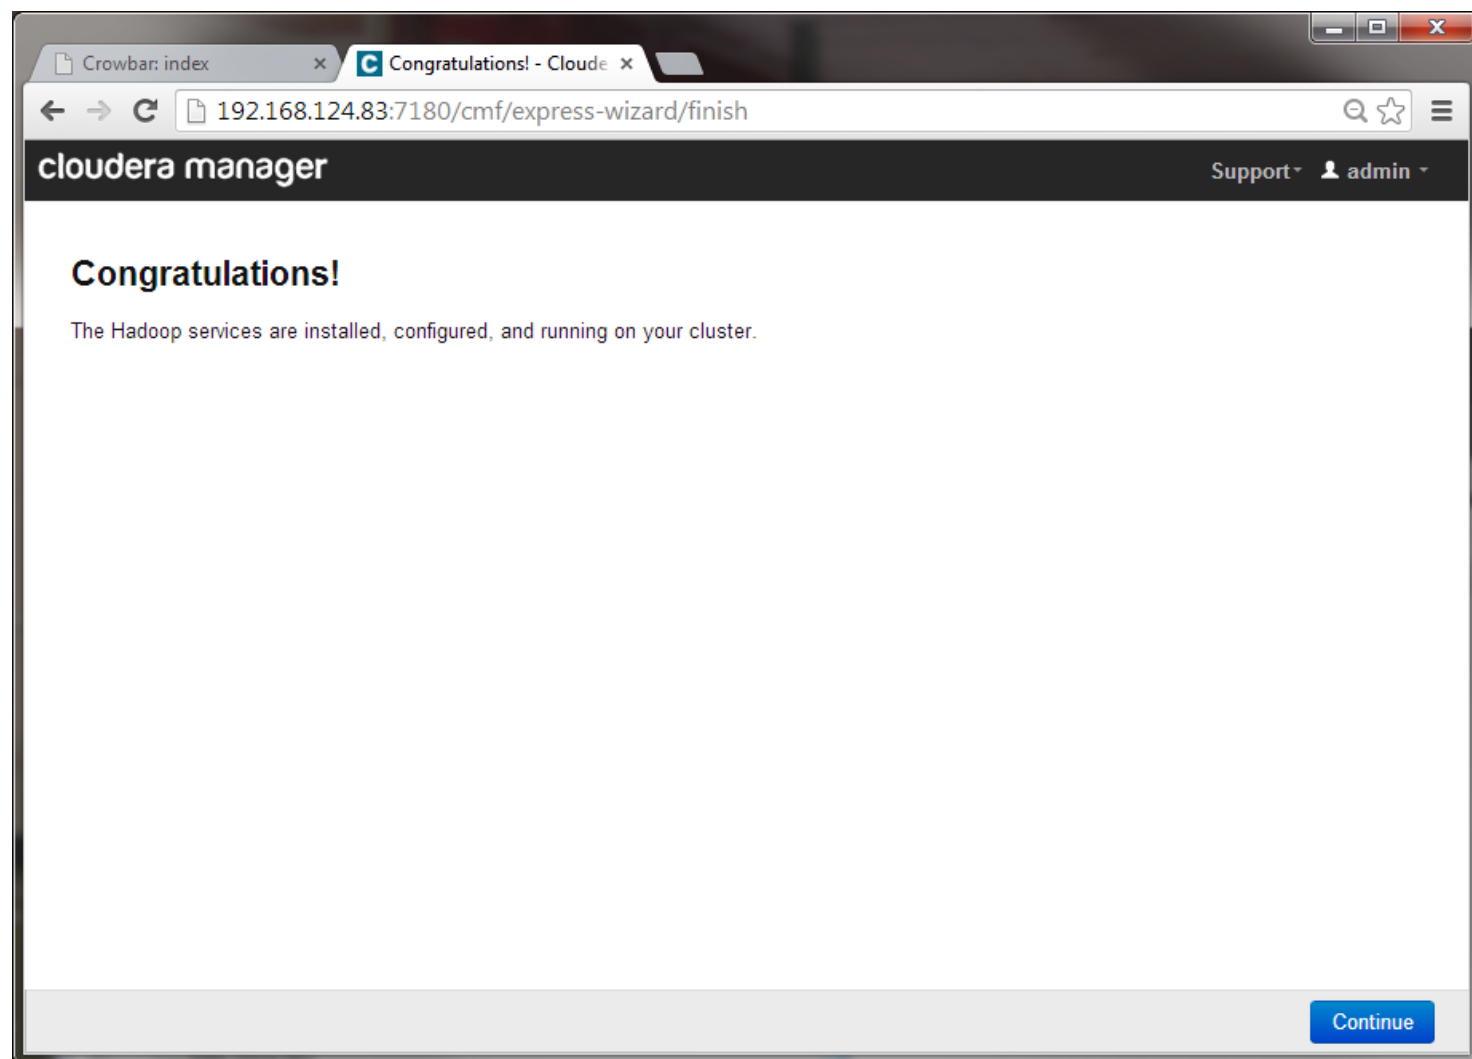 Crowbar: index
Congratulations! - Cloude
192.168.124.83:7180/cmf/express-wizard/finish
cloudera manager
Support
admin
Congratulations!
The Hadoop services are installed, configured, and running on your cluster.
Continue